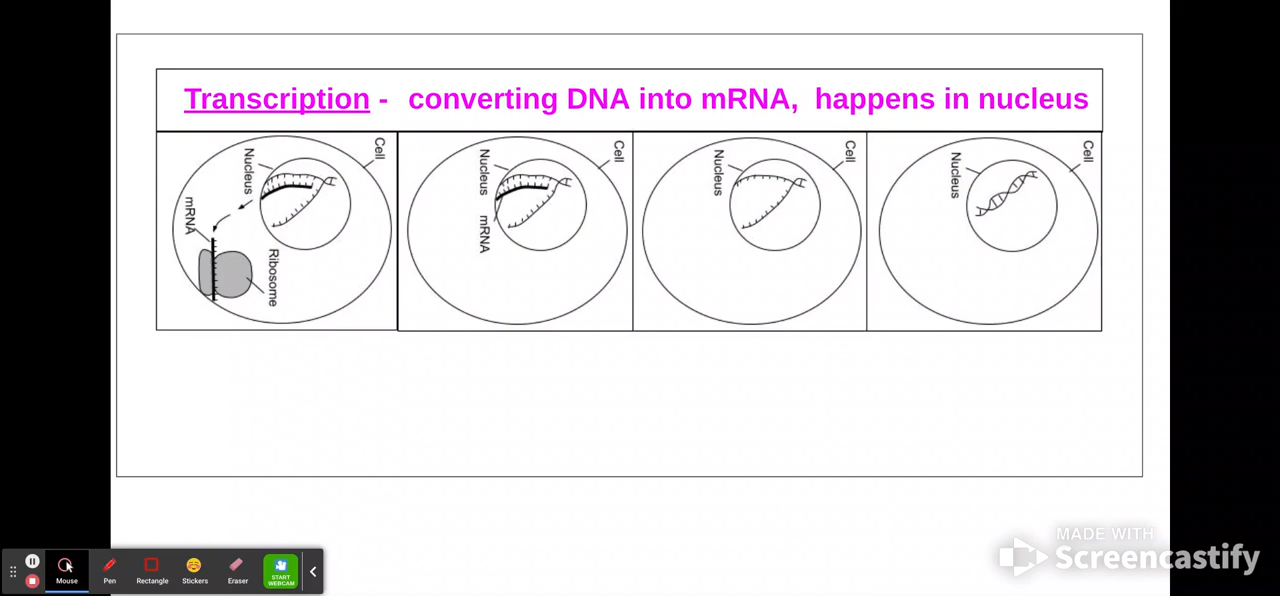 Transcription - converting DNA into mRNA, happens in nucleus
Cell
Nucleus
mRNA
Ribosome
Cell
Nucleus
mRNA
Cell
Nucleus
Cell
Nucleus
MADE WITH
Screencastify
Mouse
Pen
Rectangle
Stickers
Eraser
START
WEBCAM